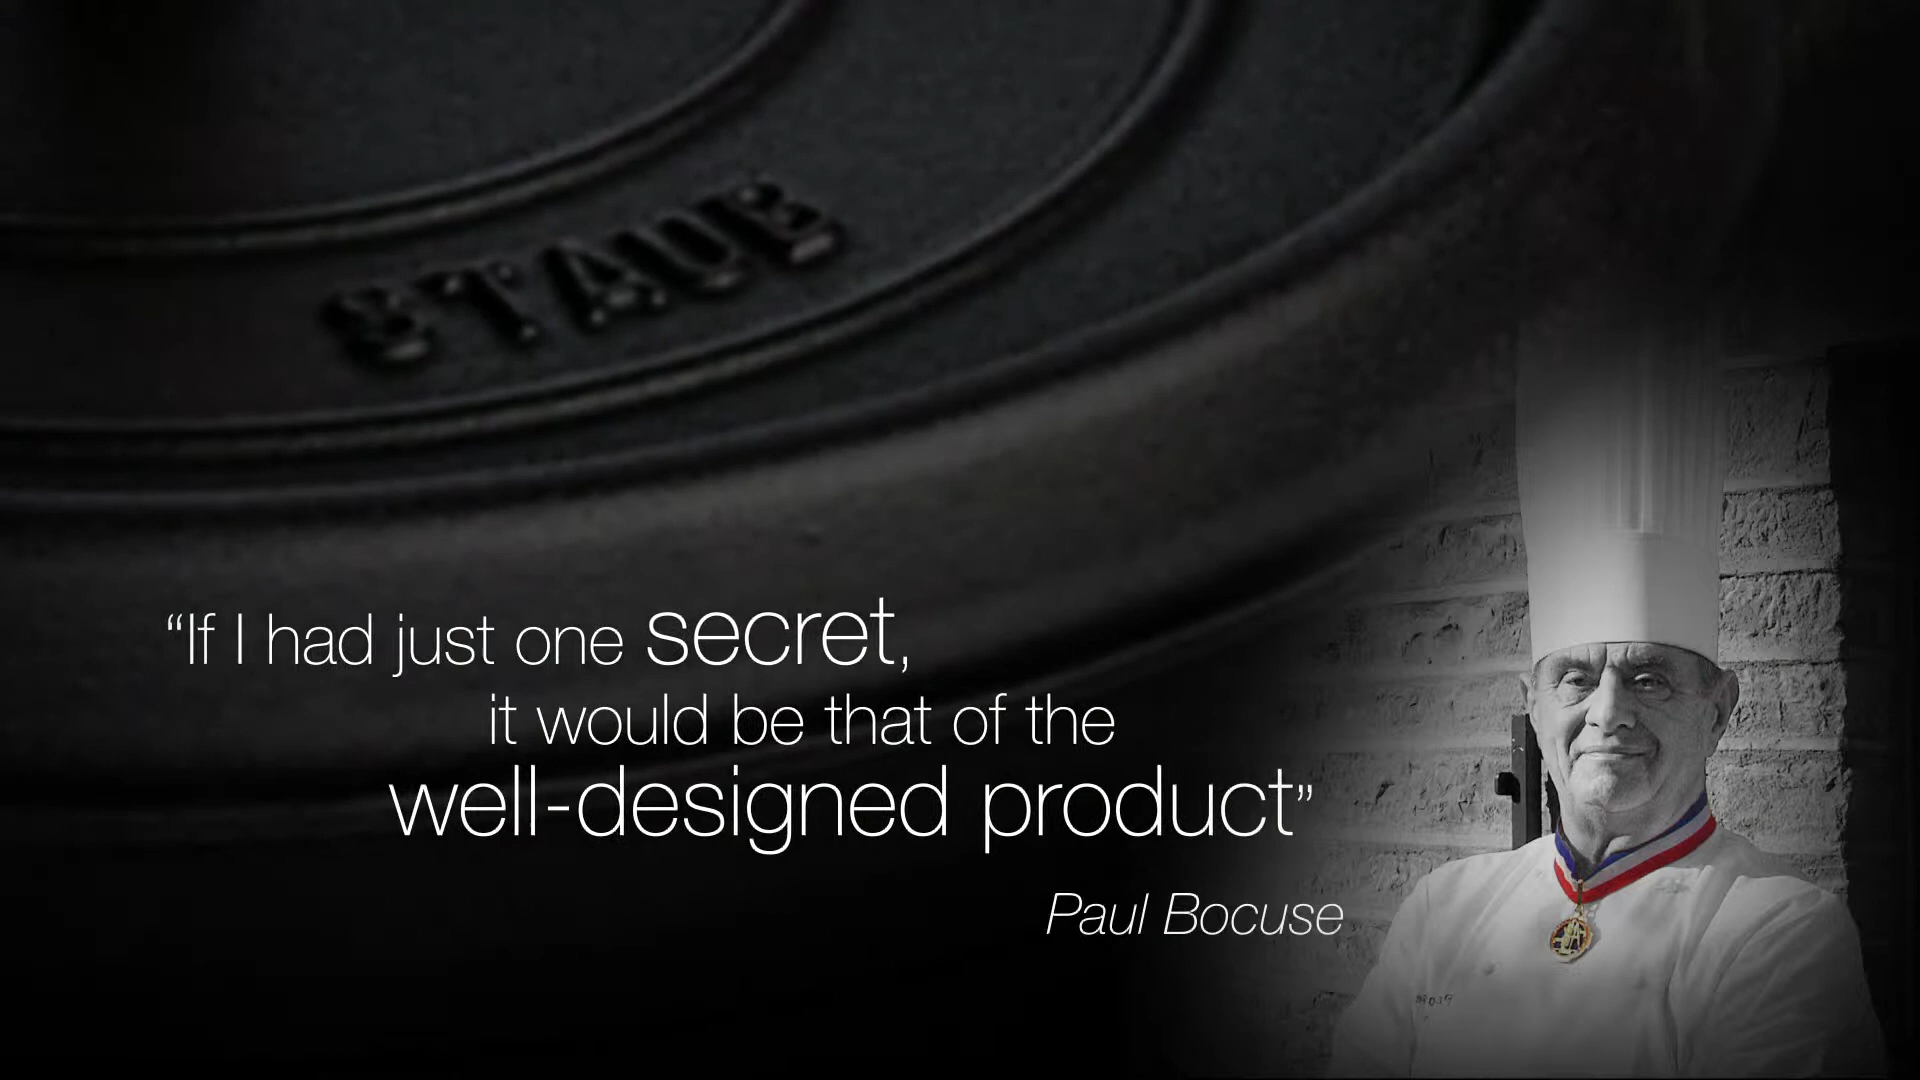 STAUB
“If I had just one secret,
it would be that of the
well-designed product”
Paul Bocuse